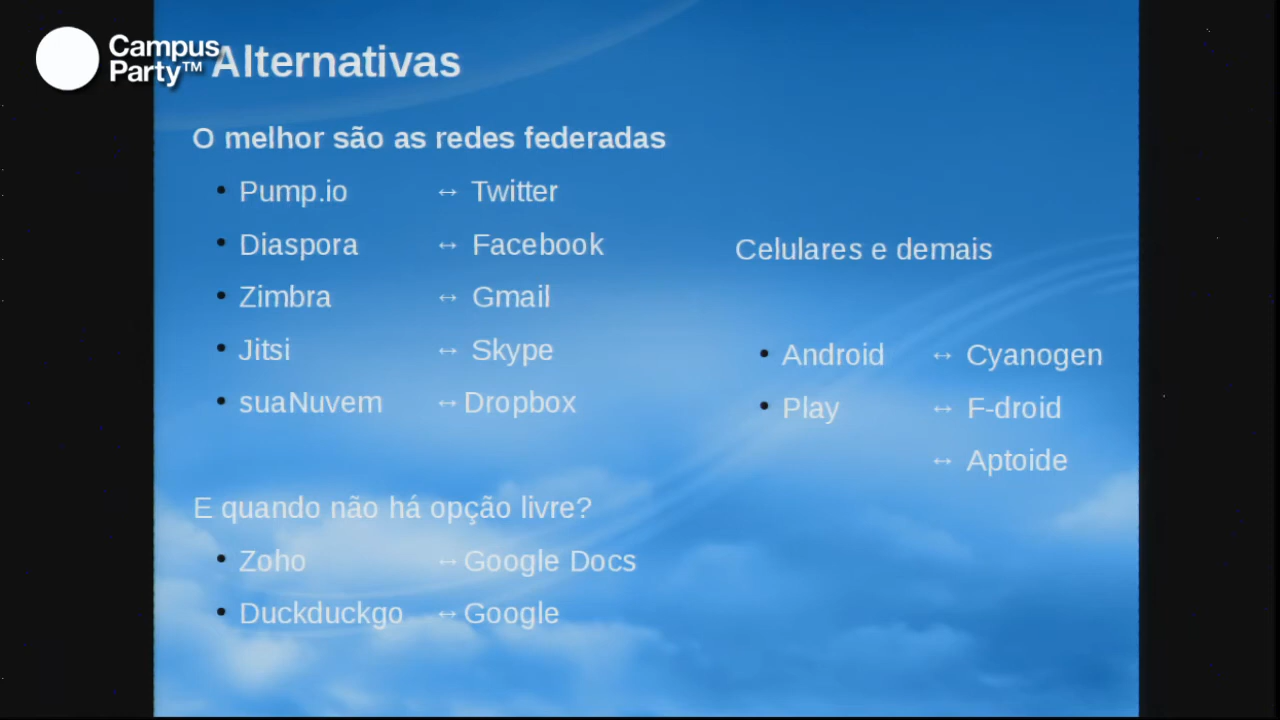 Campus
Party™
Alternativas
O melhor são as redes federadas
• Pump.io ↔ Twitter
• Diaspora ↔ Facebook
• Zimbra ↔ Gmail
• Jitsi ↔ Skype
• suaNuvem ↔Dropbox
E quando não há opção livre?
• Zoho ↔Google Docs
• Duckduckgo ↔Google
Celulares e demais
• Android ↔ Cyanogen
• Play ↔ F-droid
↔ Aptoide